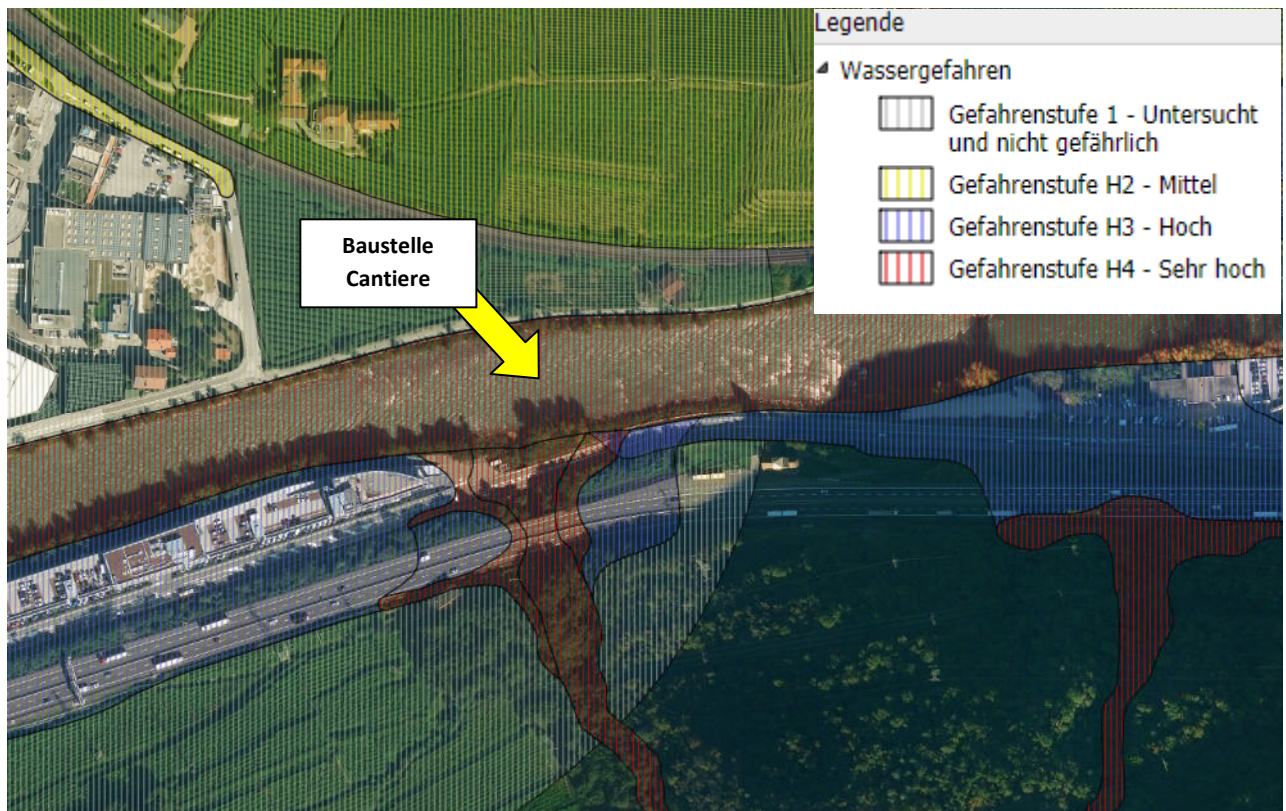 Legende
Wassergefahren
Gefahrenstufe 1 - Untersucht
und nicht gefährlich
Gefahrenstufe H2 - Mittel
Gefahrenstufe H3 - Hoch
Gefahrenstufe H4 - Sehr hoch
Baustelle
Cantiere